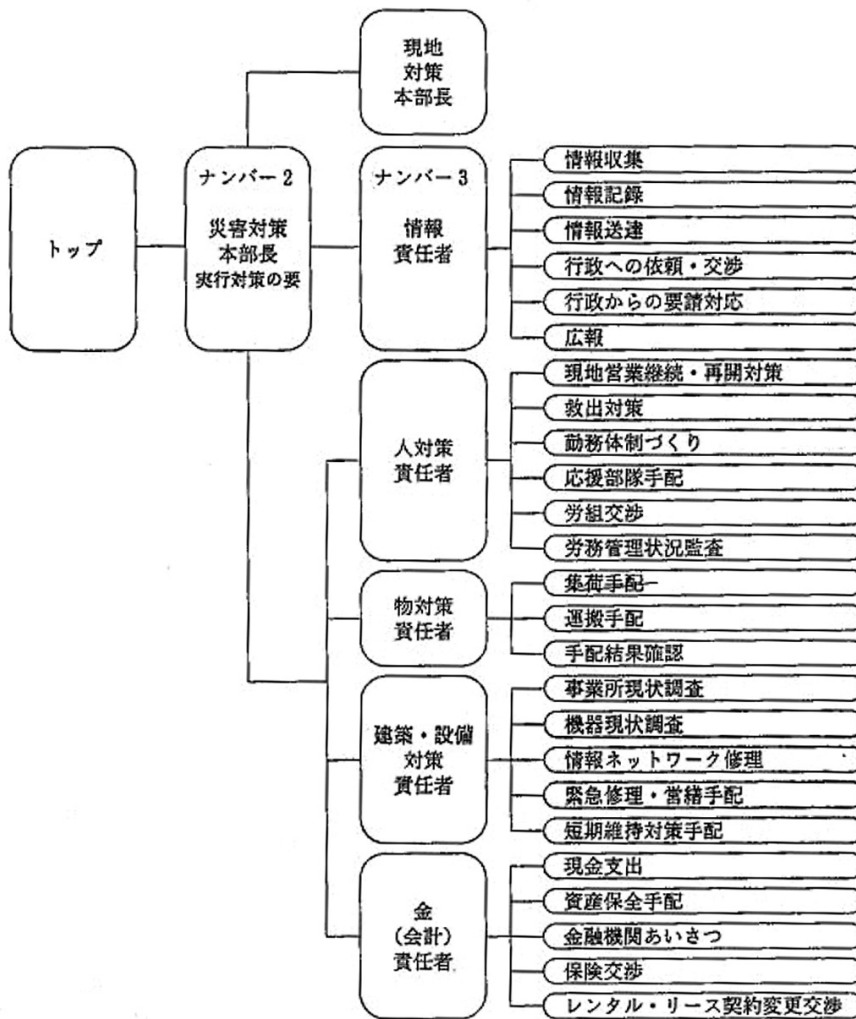 現地
対策
本部長
トップ
ナンバー2
災害対策
本部長
実行対策の要
ナンバー3
情報
責任者
情報収集
情報記録
情報送達
行政への依頼・交渉
行政からの要請対応
広報
人対策
責任者
現地営業継続・再開対策
救出対策
勤務体制づくり
応援部隊手配
労組交渉
労務管理状況監査
物対策
責任者
集荷手配
運搬手配
手配結果確認
建築・設備
対策
責任者
事業所現状調査
機器現状調査
情報ネットワーク修理
緊急修理・営繕手配
短期維持対策手配
金
(会計)
責任者
現金支出
資産保全手配
金融機関あいさつ
保険交渉
レンタル・リース契約変更交渉